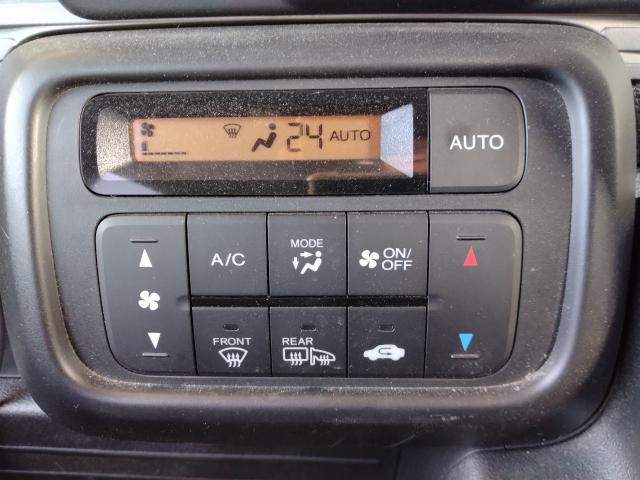 24 AUTO
AUTO
A/C
MODE
ON/
OFF
FRONT
REAR